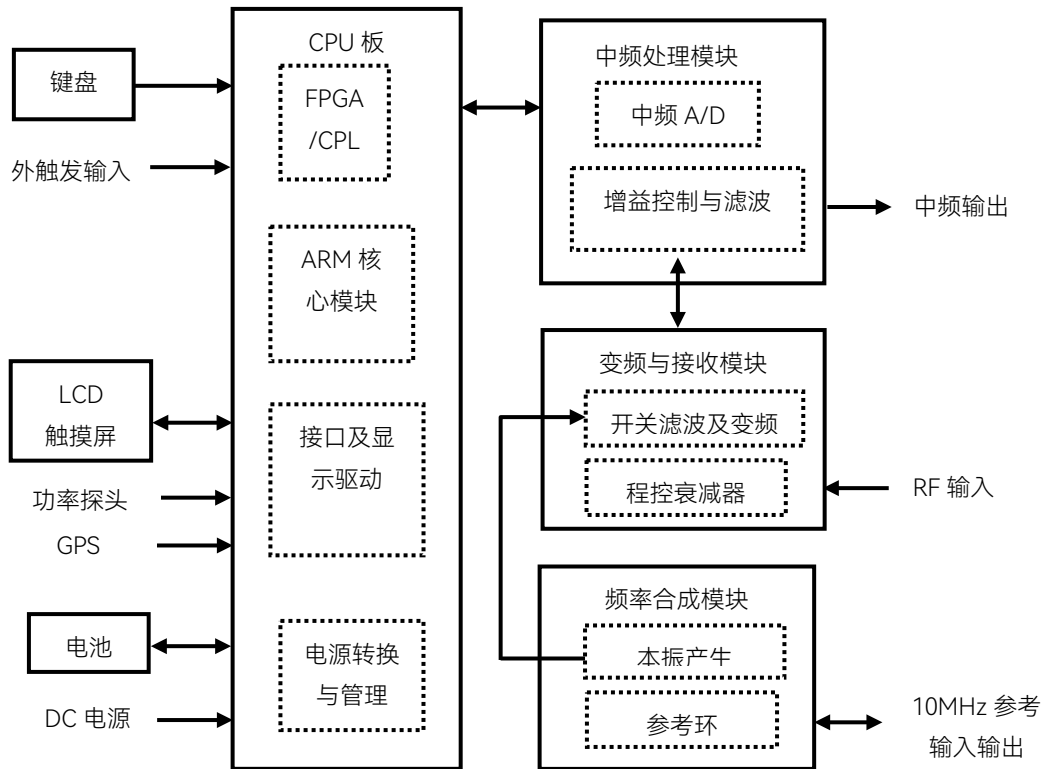 键盘
外触发输入
LCD
触摸屏
功率探头
GPS
电池
DC 电源
CPU 板
FPGA
/CPL
ARM 核
心模块
接口及显
示驱动
电源转换
与管理
中频处理模块
中频 A/D
增益控制与滤波
中频输出
变频与接收模块
开关滤波及变频
程控衰减器
RF 输入
频率合成模块
本振产生
参考环
10MHz 参考
输入输出